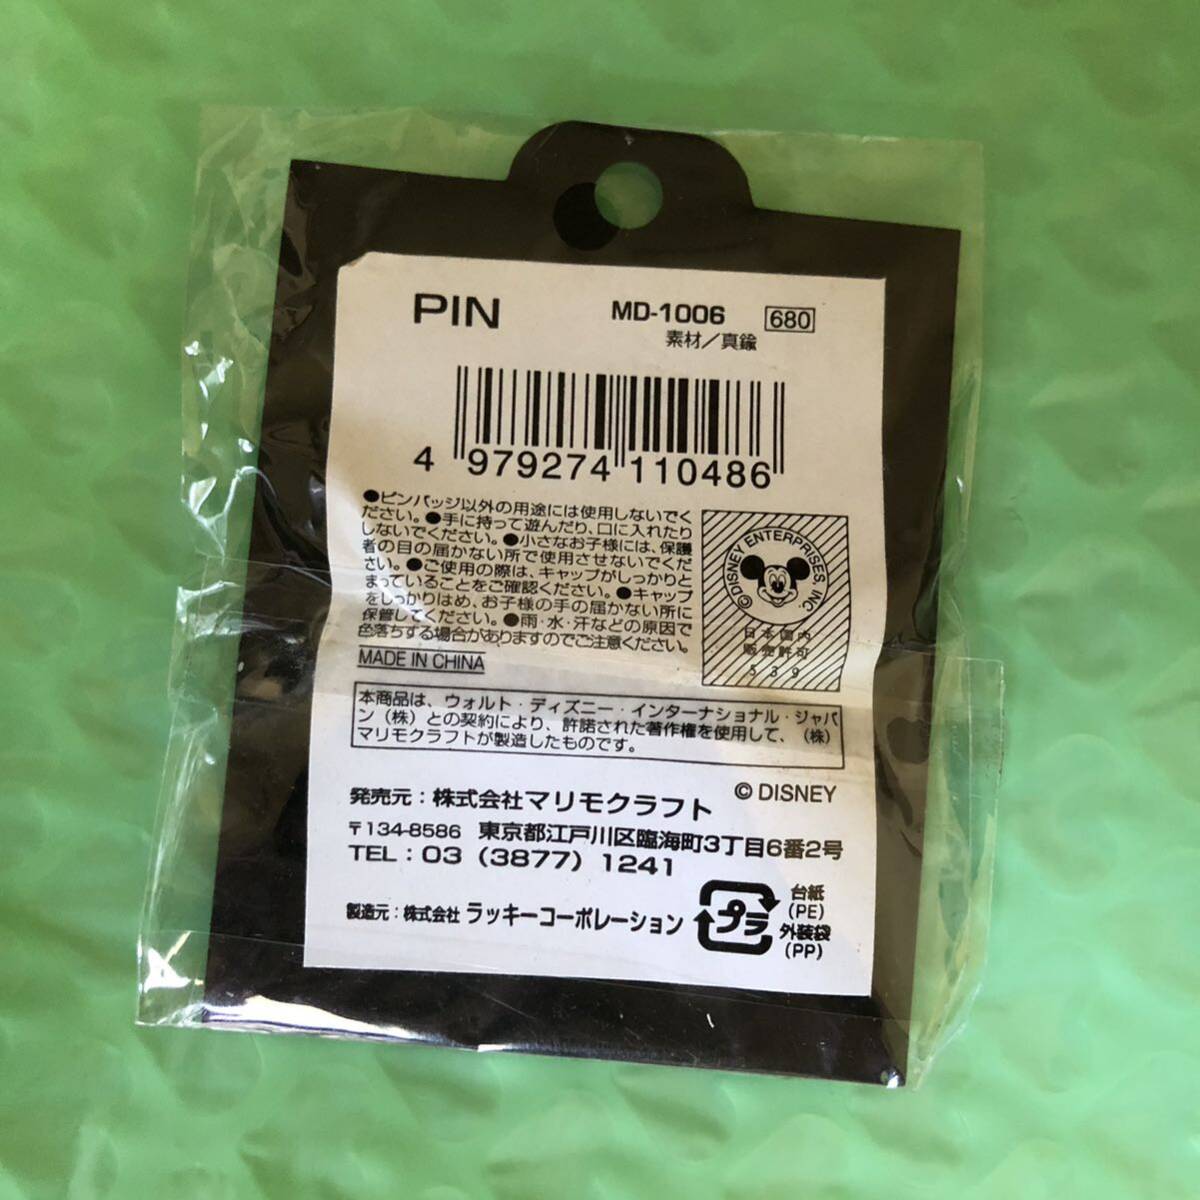 PIN
MD-1006 680
素材/真鍮
4 979274 110486
●ピンバッジ以外の用途には使用しないでく
ださい。●手に持って遊んだり、口に入れたり
しないでください。●小さなお子様には、保護
者の目の届かない所で使用させないでくだ
さい。●ご使用の際は、キャップがしっかりと
まっていることをご確認ください。●キャップ
をしっかりはめ、お子様の手の届かない所に
保管してください。●雨・水・汗などの原因で
色落ちする場合がありますのでご注意ください。
MADE IN CHINA
©DISNEY ENTERPRISES, INC.
日本国内
販売許可
539
本商品は、ウォルト・ディズニー・インターナショナル・ジャパ
ン(株)との契約により、許諾された著作権を使用して、(株)
マリモクラフトが製造したものです。
© DISNEY
発売元:株式会社マリモクラフト
〒134-8586 東京都江戸川区臨海町3丁目6番2号
TEL:03 (3877) 1241
製造元:株式会社 ラッキーコーポレーション
プラ
台紙
(PE)
外装袋
(PP)